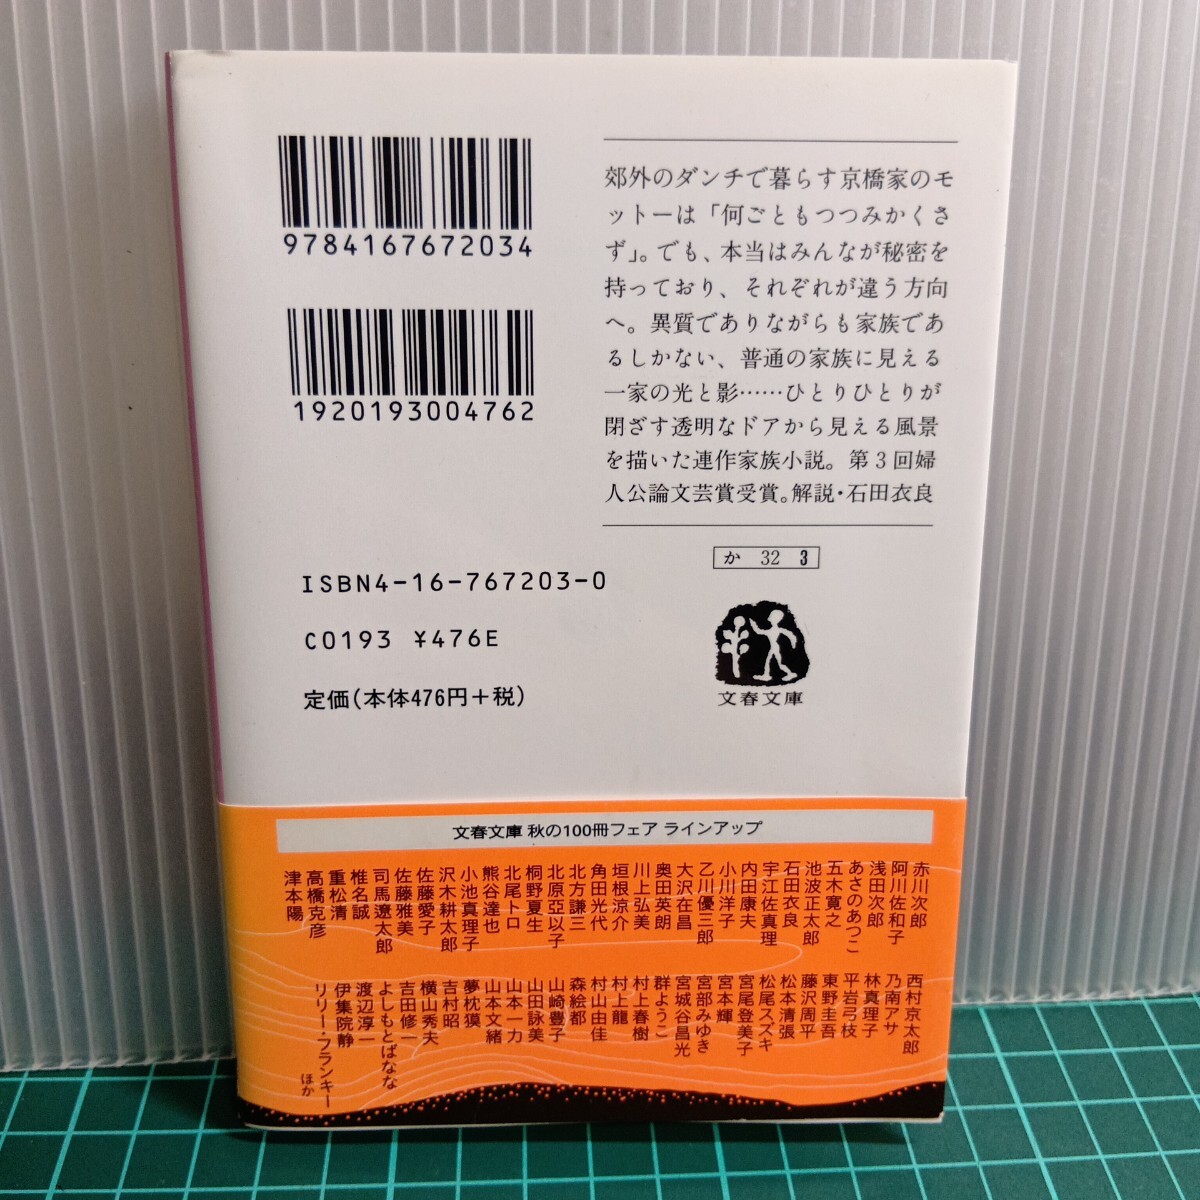 9784167672034
1920193004762
郊外のダンチで暮らす京橋家のモ
ットーは「何ごともつつみかくさ
ず」。でも、本当はみんなが秘密を
持っており、それぞれが違う方向
へ。異質でありながらも家族であ
るしかない、普通の家族に見える
一家の光と影……ひとりひとりが
閉ざす透明なドアから見える風景
を描いた連作家族小説。第3回婦
人公論文芸賞受賞。解説・石田衣良
か 32 3
ISBN4-16-767203-0
C0193 ¥476E
定価(本体476円+税)
文春文庫
文春文庫 秋の100冊フェア ラインアップ
赤川次郎
阿川佐和子
浅田次郎
あさのあつこ
五木寛之
池波正太郎
石田衣良
宇江佐真理
内田康夫
小川洋子
乙川優三郎
大沢在昌
奥田英朗
川上弘美
垣根涼介
角田光代
北方謙三
北原亞以子
桐野夏生
北尾トロ
熊谷達也
小池真理子
沢木耕太郎
佐藤愛子
佐藤雅美
司馬遼太郎
椎名誠
重松清
高橋克彦
津本陽
西村京太郎
乃南アサ
林真理子
平岩弓枝
東野圭吾
藤沢周平
松本清張
松尾スズキ
宮尾登美子
宮本輝
宮部みゆき
宮城谷昌光
群ようこ
村上春樹
村上龍
村山由佳
森絵都
山崎豊子
山田詠美
山本一力
山本文緒
夢枕獏
吉村昭
横山秀夫
吉田修一
よしもとばなな
渡辺淳一
伊集院静
リリー・フランキー
ほか